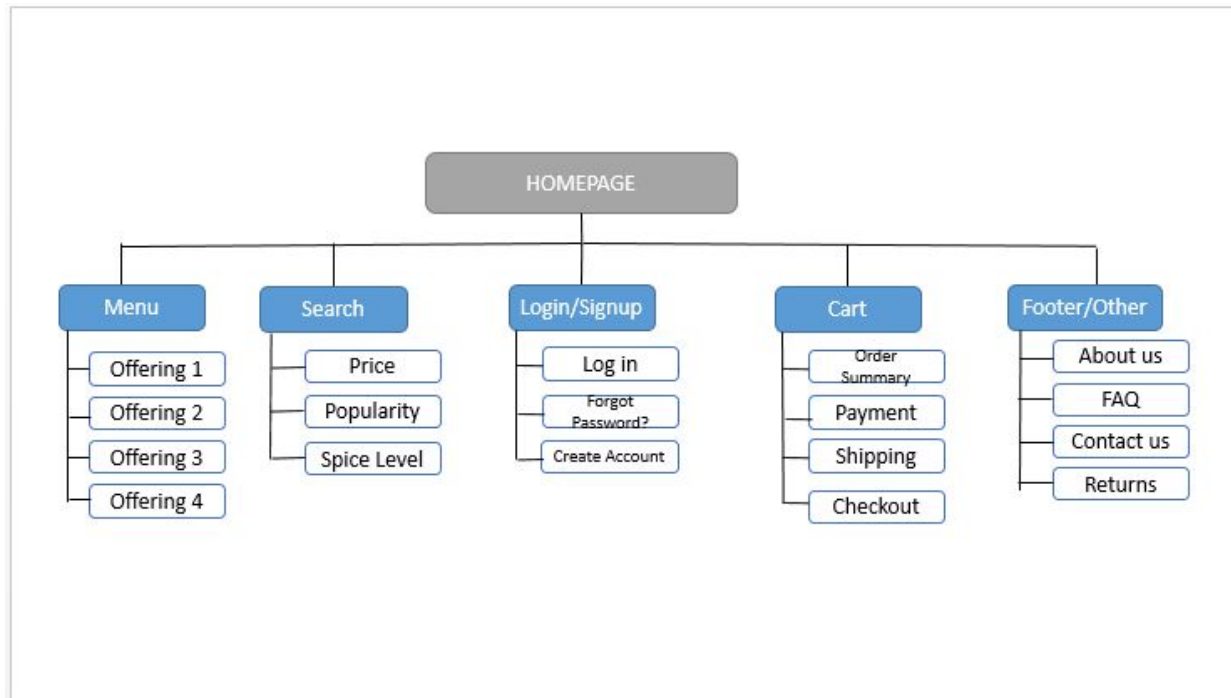 HOMEPAGE
Menu
Offering 1
Offering 2
Offering 3
Offering 4
Search
Price
Popularity
Spice Level
Login/Signup
Log in
Forgot
Password?
Create Account
Cart
Order
Summary
Payment
Shipping
Checkout
Footer/Other
About us
FAQ
Contact us
Returns